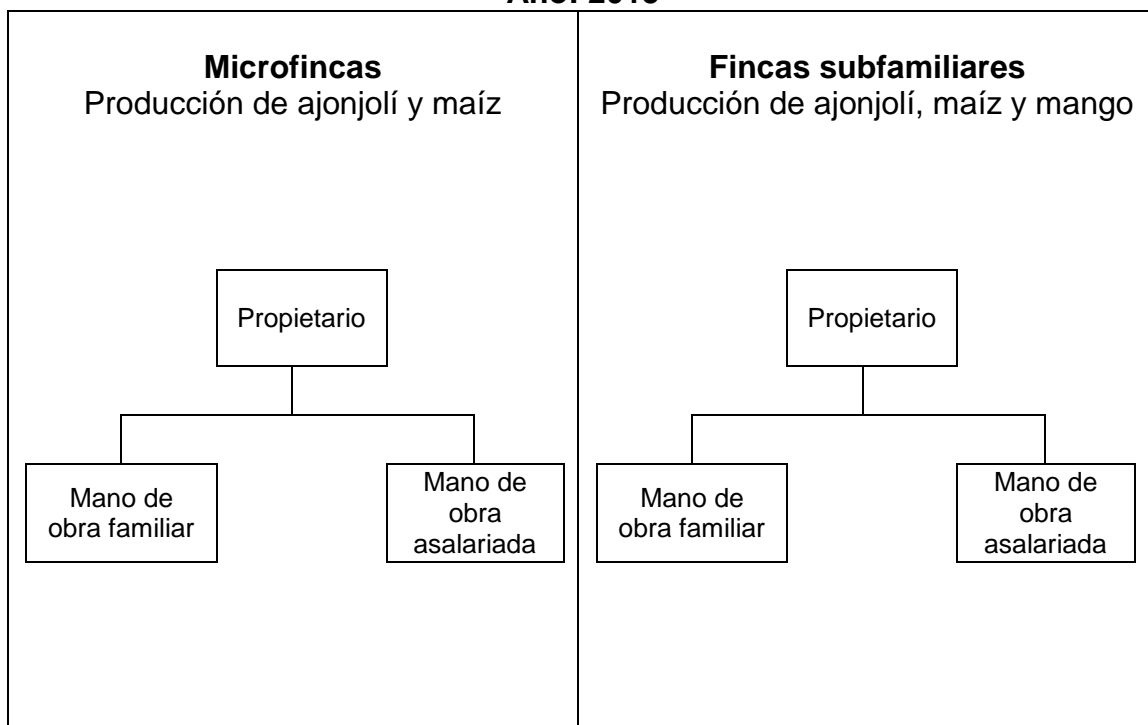 Microfincas
Producción de ajonjolí y maíz
Propietario
Mano de
obra familiar
Mano de
obra
asalariada
Fincas subfamiliares
Producción de ajonjolí, maíz y mango
Propietario
Mano de
obra familiar
Mano de
obra
asalariada